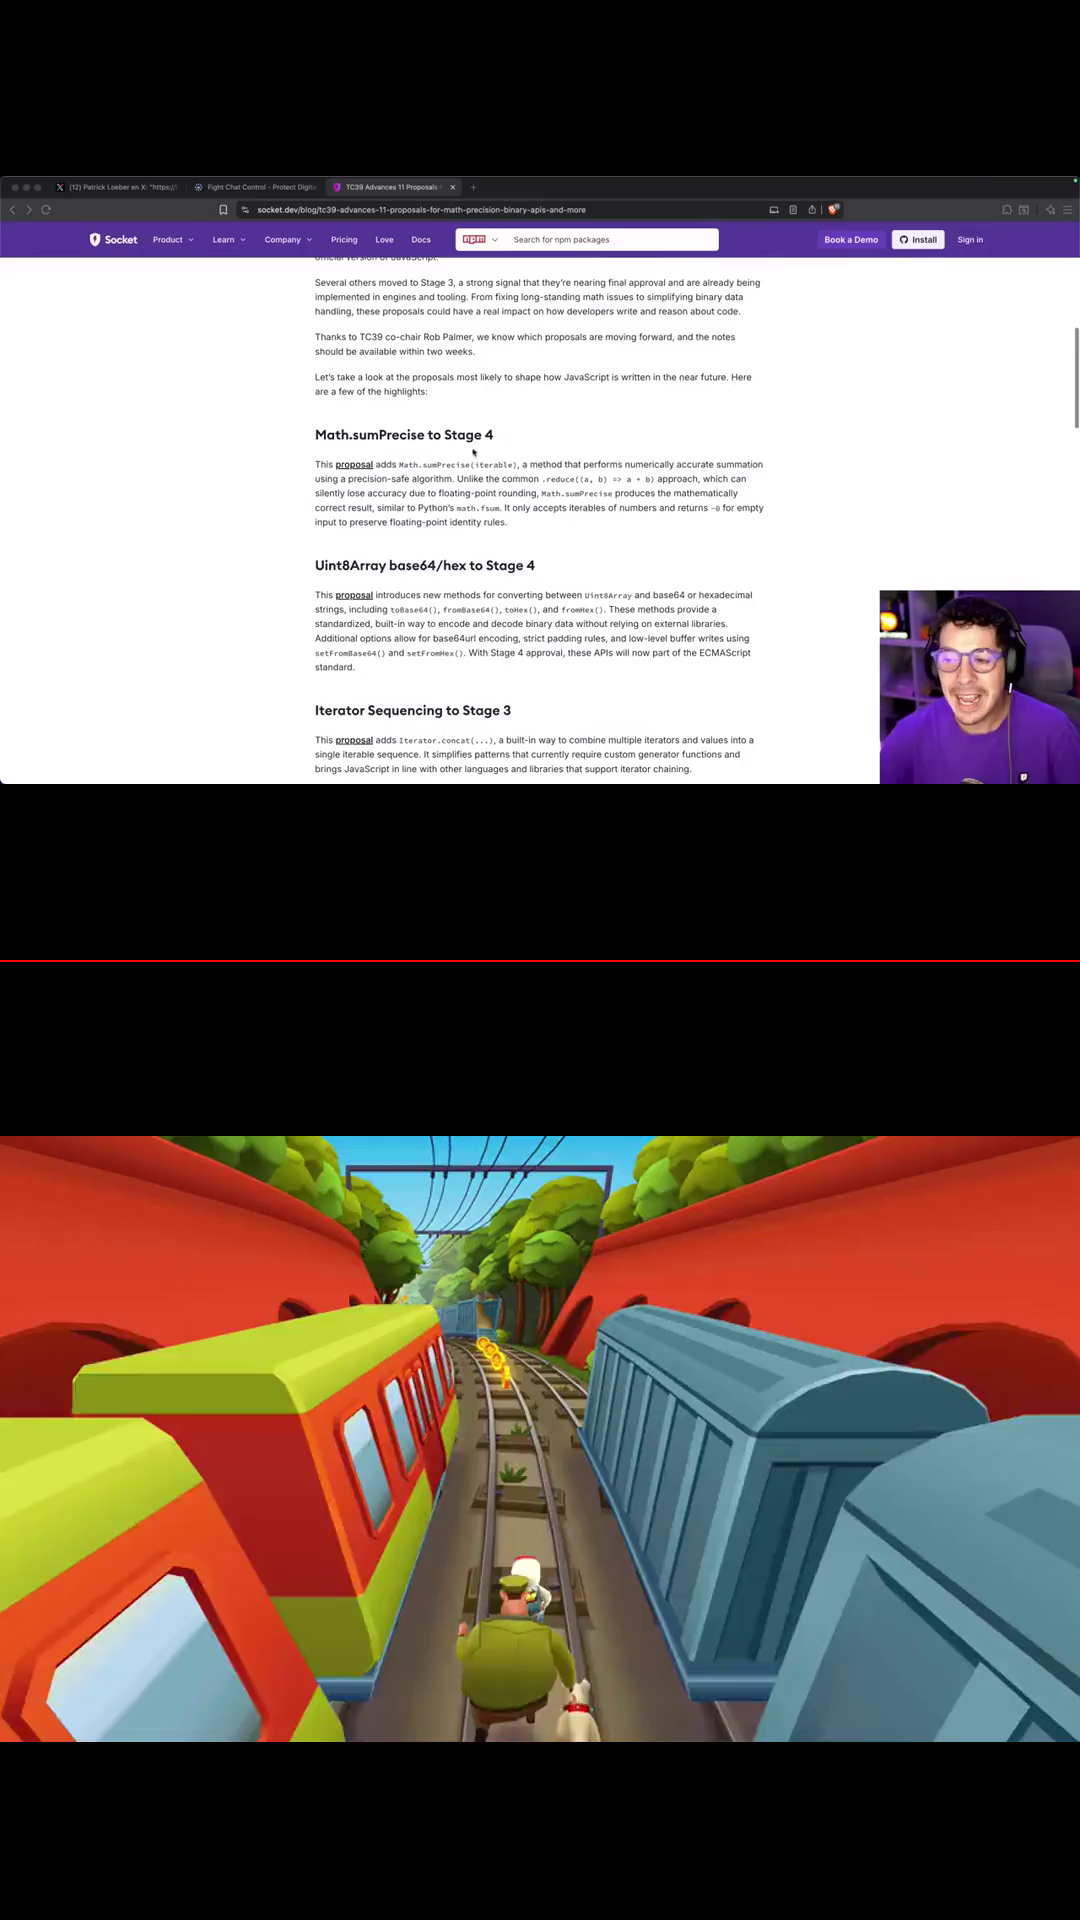 (12) Patrick Loeber en X: "https://
Fight Chat Control - Protect Digita
TC39 Advances 11 Proposals
socket.dev/blog/tc39-advances-11-proposals-for-math-precision-binary-apis-and-more
Socket
Product
Learn
Company
Pricing
Love
Docs
npm
Search for npm packages
Book a Demo
Install
Sign in
official version of JavaScript.
Several others moved to Stage 3, a strong signal that they're nearing final approval and are already being
implemented in engines and tooling. From fixing long-standing math issues to simplifying binary data
handling, these proposals could have a real impact on how developers write and reason about code.
Thanks to TC39 co-chair Rob Palmer, we know which proposals are moving forward, and the notes
should be available within two weeks.
Let's take a look at the proposals most likely to shape how JavaScript is written in the near future. Here
are a few of the highlights:
Math.sumPrecise to Stage 4
This proposal adds Math.sumPrecise(iterable), a method that performs numerically accurate summation
using a precision-safe algorithm. Unlike the common .reduce((a, b) => a + b) approach, which can
silently lose accuracy due to floating-point rounding, Math.sumPrecise produces the mathematically
correct result, similar to Python's math.fsum. It only accepts iterables of numbers and returns -0 for empty
input to preserve floating-point identity rules.
Uint8Array base64/hex to Stage 4
This proposal introduces new methods for converting between Uint8Array and base64 or hexadecimal
strings, including toBase64(), fromBase64(), toHex(), and fromHex(). These methods provide a
standardized, built-in way to encode and decode binary data without relying on external libraries.
Additional options allow for base64url encoding, strict padding rules, and low-level buffer writes using
setFromBase64() and setFromHex(). With Stage 4 approval, these APIs will now part of the ECMAScript
standard.
Iterator Sequencing to Stage 3
This proposal adds Iterator.concat(...), a built-in way to combine multiple iterators and values into a
single iterable sequence. It simplifies patterns that currently require custom generator functions and
brings JavaScript in line with other languages and libraries that support iterator chaining.